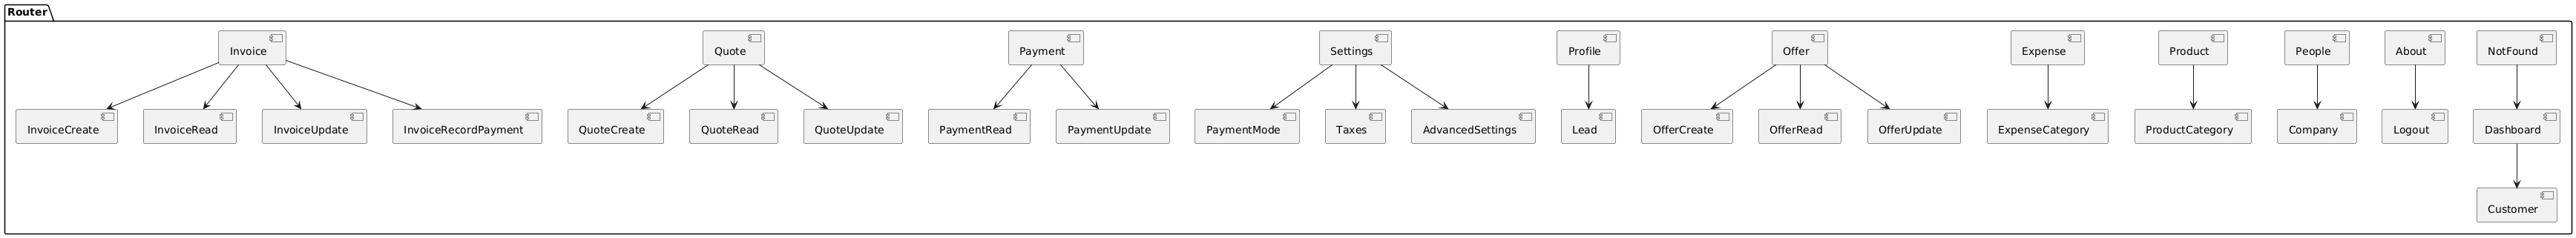 Router
Invoice
Quote
Payment
Settings
Profile
Offer
Expense
Product
People
About
NotFound
InvoiceCreate
InvoiceRead
InvoiceUpdate
InvoiceRecordPayment
QuoteCreate
QuoteRead
QuoteUpdate
PaymentRead
PaymentUpdate
PaymentMode
Taxes
AdvancedSettings
Lead
OfferCreate
OfferRead
OfferUpdate
ExpenseCategory
ProductCategory
Company
Logout
Dashboard
Customer